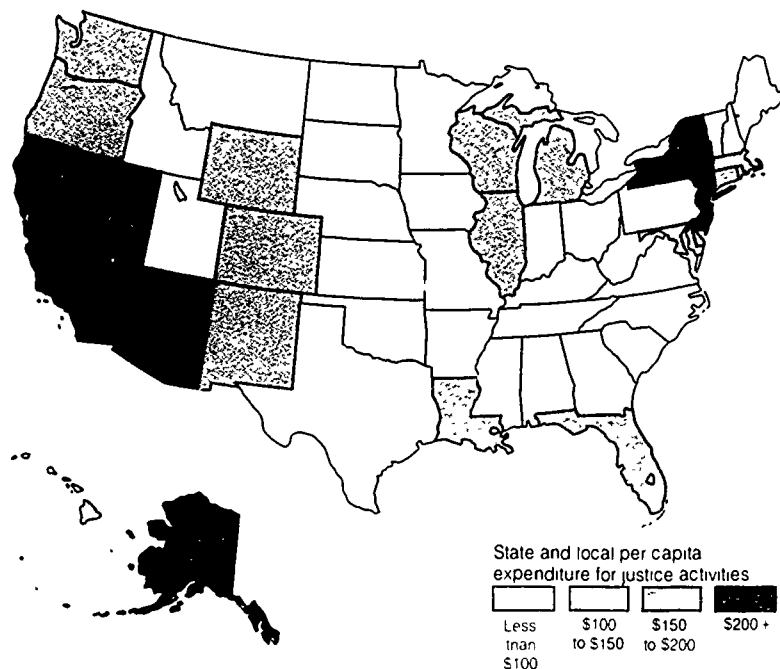 State and local per capita
expenditure for justice activities
Less
than
$100
$100
to $150
$150
to $200
$200 +